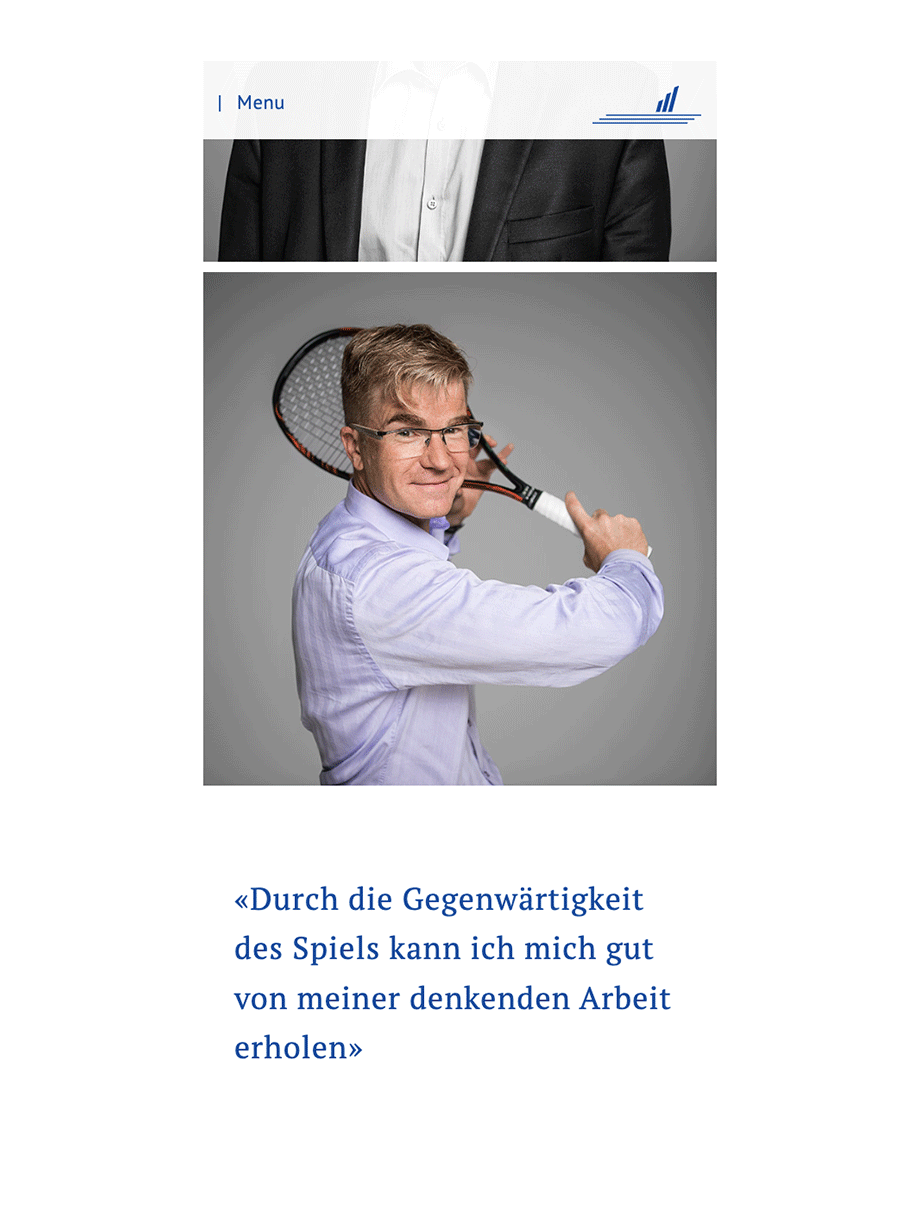 | Menu
«Durch die Gegenwärtigkeit
des Spiels kann ich mich gut
von meiner denkenden Arbeit
erholen»